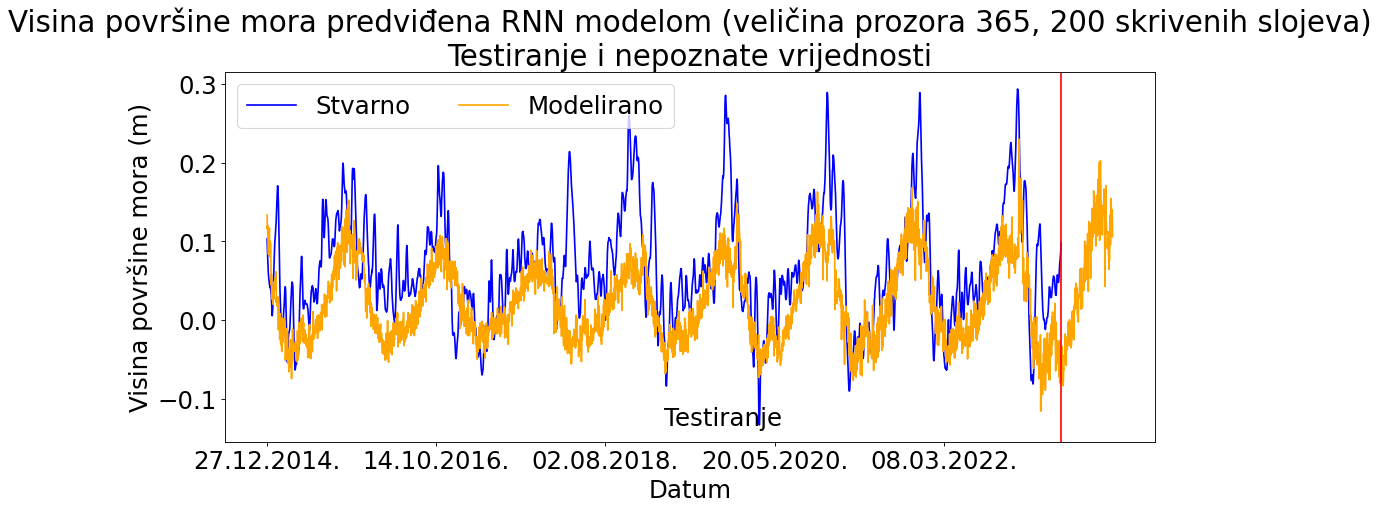 Visina površine mora predviđena RNN modelom (veličina prozora 365, 200 skrivenih slojeva)
Testiranje i nepoznate vrijednosti
Stvarno
Modelirano
Visina površine mora (m)
0.3
0.2
0.1
0.0
−0.1
Testiranje
27.12.2014.
14.10.2016.
02.08.2018.
20.05.2020.
08.03.2022.
Datum